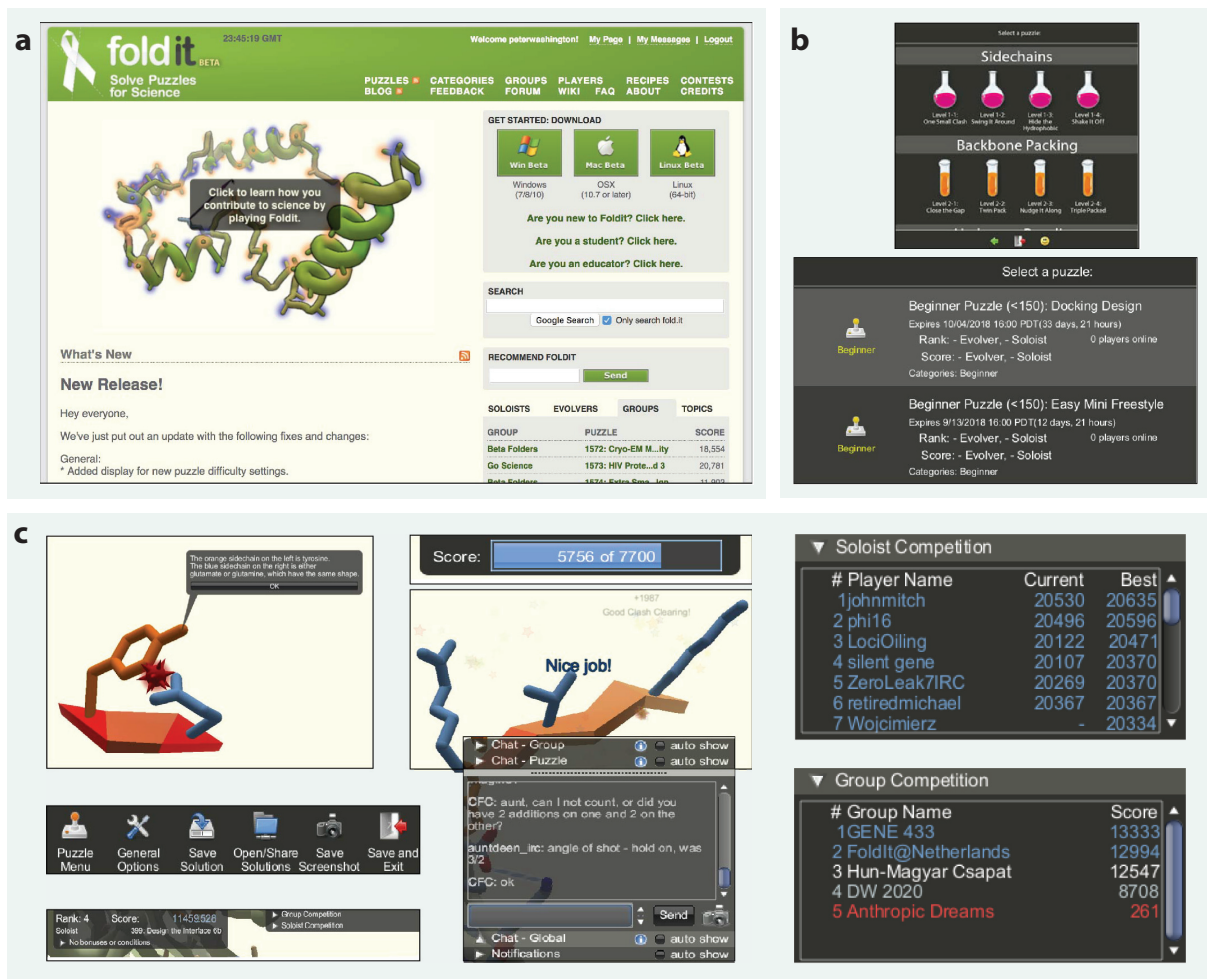 a
foldit BETA
Solve Puzzles
for Science
23:45:19 GMT
Welcome peterwashington! My Page | My Messages | Logout
PUZZLES CATEGORIES GROUPS PLAYERS RECIPES CONTESTS
BLOG FEEDBACK FORUM WIKI FAQ ABOUT CREDITS
Click to learn how you
contribute to science by
playing Foldit.
What's New
New Release!
Hey everyone,
We've just put out an update with the following fixes and changes:
General:
* Added display for new puzzle difficulty settings.
GET STARTED: DOWNLOAD
Win Beta Mac Beta Linux Beta
Windows OSX Linux
(7/8/10) (10.7 or later) (64-bit)
Are you new to Foldit? Click here.
Are you a student? Click here.
Are you an educator? Click here.
SEARCH
Google Search Only search fold.it
RECOMMEND FOLDIT
Send
SOLOISTS EVOLVERS GROUPS TOPICS
GROUP PUZZLE SCORE
Beta Folders 1572: Cryo-EM M...ity 18,554
Go Science 1573: HIV Prote...d 3 20,781
b
Select a puzzle:
Sidechains
Level 1-1: Level 1-2: Level 1-3: Level 1-4:
One Small Clash Swing It Around Hide the Shake It Off
Hydrophobic
Backbone Packing
Level 2-1: Level 2-2: Level 2-3: Level 2-4:
Close the Gap Twin Pack Nudge It Along Triple Packed
Select a puzzle:
Beginner Puzzle (<150): Docking Design
Expires 10/04/2018 16:00 PDT(33 days, 21 hours)
Rank: - Evolver, - Soloist 0 players online
Score: - Evolver, - Soloist
Categories: Beginner
Beginner
Beginner Puzzle (<150): Easy Mini Freestyle
Expires 9/13/2018 16:00 PDT(12 days, 21 hours)
Rank: - Evolver, - Soloist 0 players online
Score: - Evolver, - Soloist
Categories: Beginner
Beginner
c
The orange sidechain on the left is tyrosine.
The blue sidechain on the right is either
glutamate or glutamine, which have the same shape.
OK
Puzzle General Save Open/Share Save Save and
Menu Options Solution Solutions Screenshot Exit
Rank: 4 Score: 11459526
Soloist 399: Design the Interface 6b
No bonuses or conditions
Group Competition
Soloist Competition
Score: 5756 of 7700
+1987
Good Clash Clearing!
Nice job!
Chat - Group auto show
Chat - Puzzle auto show
CFC: aunt, can I not count, or did you
have 2 additions on one and 2 on the
other?
auntdeen_irc: angle of shot - hold on, was
3/2
CFC: ok
Send
Chat - Global auto show
Notifications auto show
Soloist Competition
# Player Name Current Best
1johnmitch 20530 20635
2 phi16 20496 20596
3 LociOiling 20122 20471
4 silent gene 20107 20370
5 ZeroLeak7IRC 20269 20370
6 retiredmichael 20367 20367
7 Wojcimierz - 20334
Group Competition
# Group Name Score
1GENE 433 13333
2 FoldIt@Netherlands 12994
3 Hun-Magyar Csapat 12547
4 DW 2020 8708
5 Anthropic Dreams 261